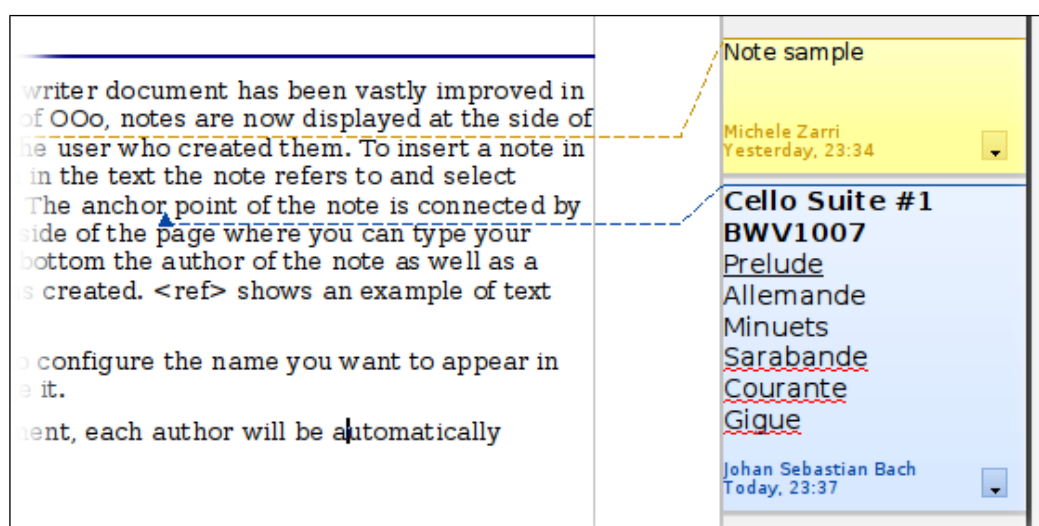 writer document has been vastly improved in
of OOo, notes are now displayed at the side of
he user who created them. To insert a note in
in the text the note refers to and select
The anchor point of the note is connected by
side of the page where you can type your
bottom the author of the note as well as a
s created. <ref> shows an example of text
o configure the name you want to appear in
e it.
ment, each author will be automatically
Note sample
Michele Zarri
Yesterday, 23:34
Cello Suite #1
BWV1007
Prelude
Allemande
Minuets
Sarabande
Courante
Gigue
Johan Sebastian Bach
Today, 23:37